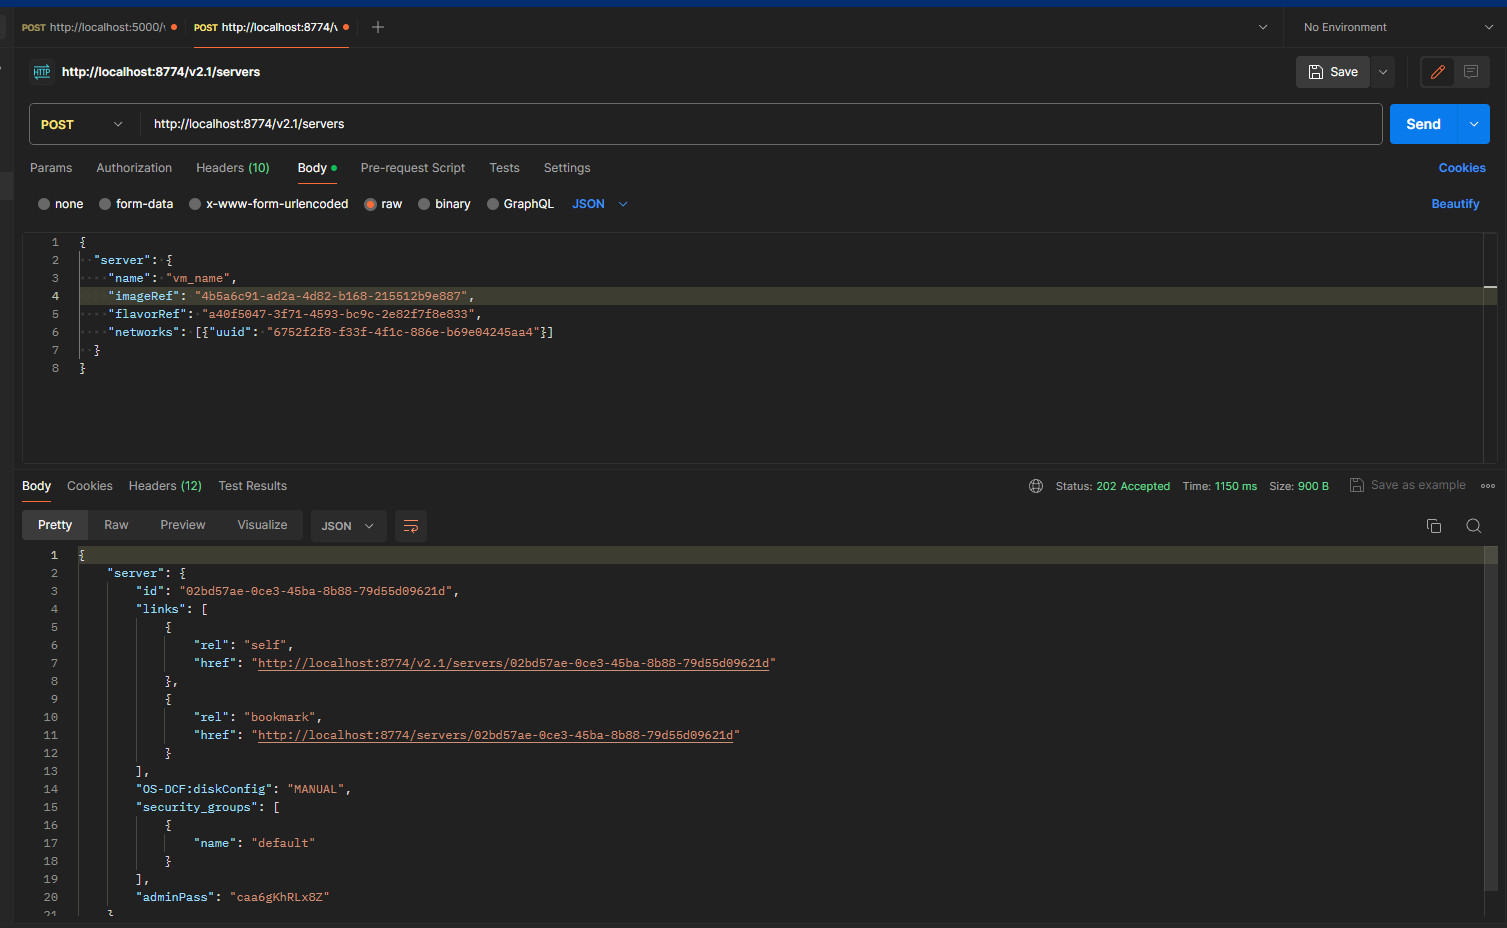 POST http://localhost:5000/v
POST http://localhost:8774/v
No Environment
HTTP http://localhost:8774/v2.1/servers
Save
POST http://localhost:8774/v2.1/servers
Send
Params Authorization Headers (10) Body Pre-request Script Tests Settings Cookies
none form-data x-www-form-urlencoded raw binary GraphQL JSON Beautify
1 {
2 "server": {
3 "name": "vm_name",
4 "imageRef": "4b5a6c91-ad2a-4d82-b168-215512b9e887",
5 "flavorRef": "a40f5047-3f71-4593-bc9c-2e82f7f8e833",
6 "networks": [{"uuid": "6752f2f8-f33f-4f1c-886e-b69e04245aa4"}]
7 }
8 }
Body Cookies Headers (12) Test Results Status: 202 Accepted Time: 1150 ms Size: 900 B Save as example
Pretty Raw Preview Visualize JSON
1 {
2 "server": {
3 "id": "02bd57ae-0ce3-45ba-8b88-79d55d09621d",
4 "links": [
5 {
6 "rel": "self",
7 "href": "http://localhost:8774/v2.1/servers/02bd57ae-0ce3-45ba-8b88-79d55d09621d"
8 },
9 {
10 "rel": "bookmark",
11 "href": "http://localhost:8774/servers/02bd57ae-0ce3-45ba-8b88-79d55d09621d"
12 }
13 ],
14 "OS-DCF:diskConfig": "MANUAL",
15 "security_groups": [
16 {
17 "name": "default"
18 }
19 ],
20 "adminPass": "caa6gKhRLx8Z"
21 }